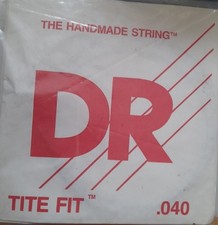 THE HANDMADE STRING™
DR
TITE FIT™ .040